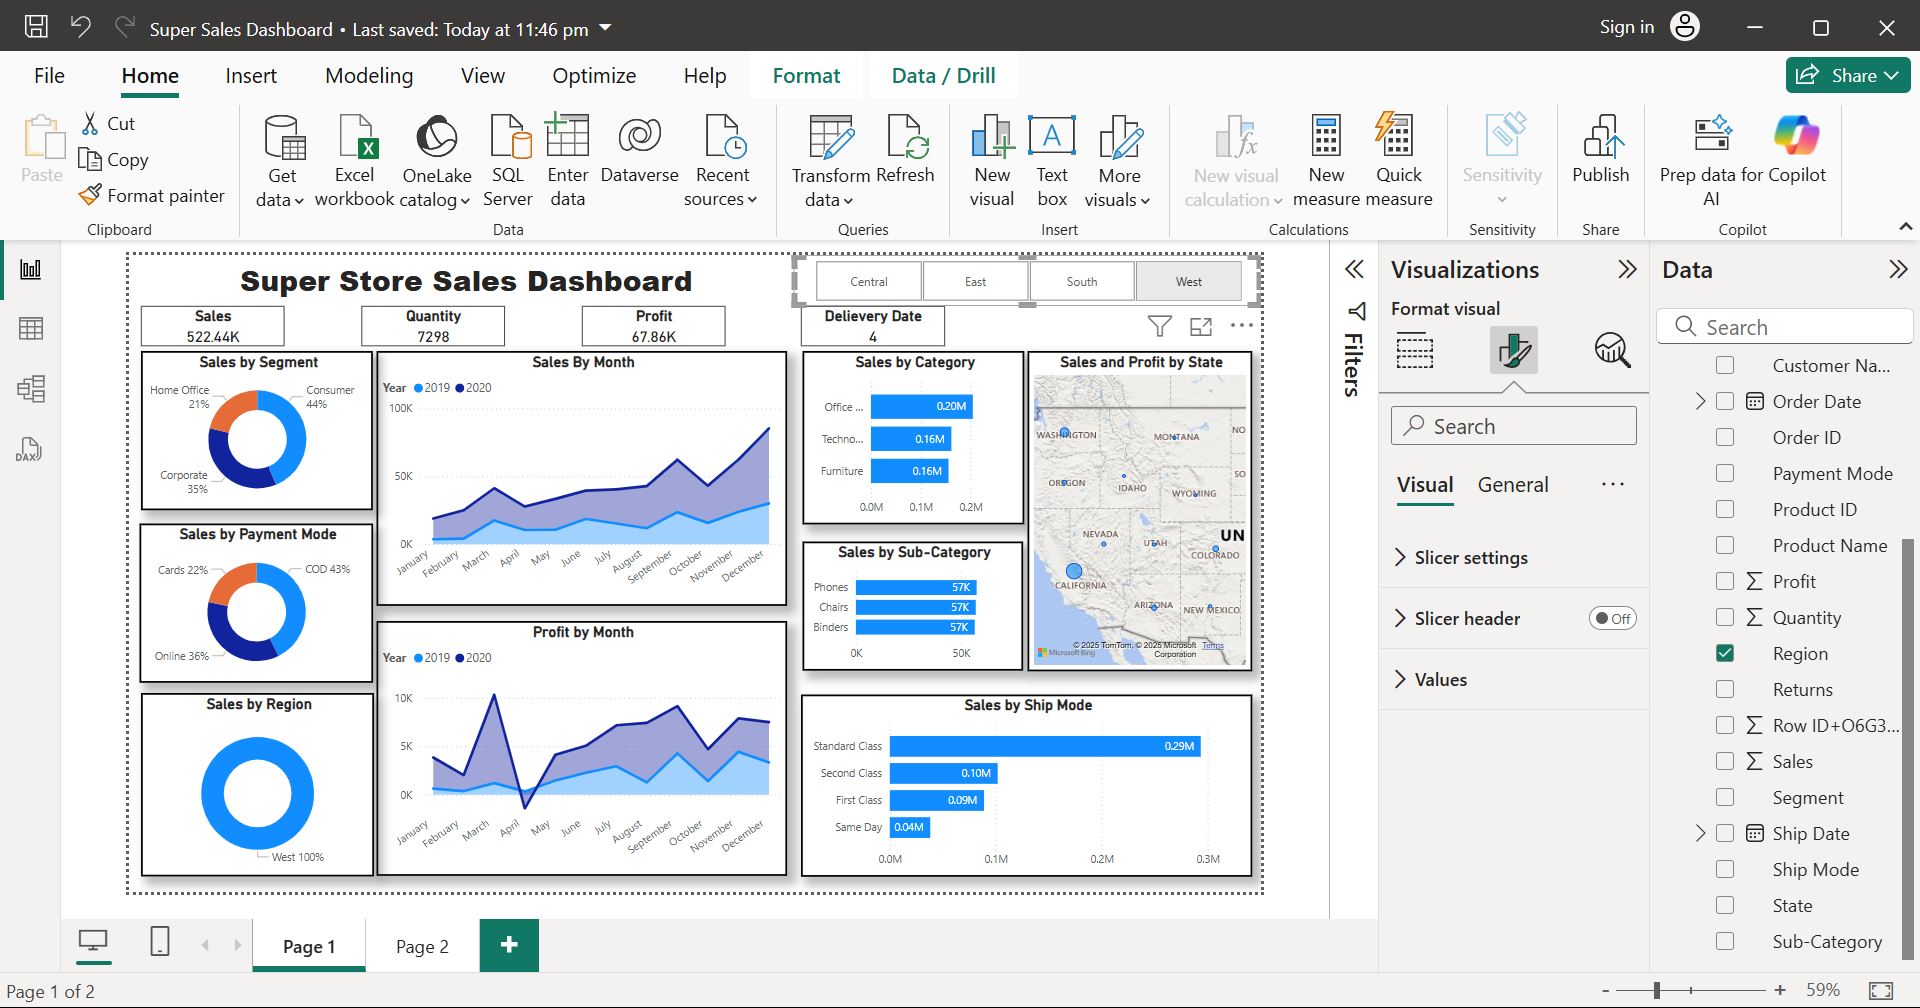 Super Sales Dashboard • Last saved: Today at 11:46 pm
Sign in
File Home Insert Modeling View Optimize Help Format Data / Drill
Share
Paste
Cut
Copy
Format painter
Clipboard
Get data
Excel workbook
OneLake catalog
SQL Server
Enter data
Dataverse
Recent sources
Data
Transform data
Refresh
Queries
New visual
Text box
More visuals
Insert
New visual calculation
New measure
Quick measure
Calculations
Sensitivity
Sensitivity
Publish
Share
Prep data for AI
Copilot
Copilot
DAX
Super Store Sales Dashboard
Central East South West
Sales
522.44K
Quantity
7298
Profit
67.86K
Delievery Date
4
Sales by Segment
Home Office
21%
Consumer
44%
Corporate
35%
Sales By Month
Year 2019 2020
100K
50K
0K
January February March April May June July August September October November December
Sales by Category
Office ... 0.20M
Techno... 0.16M
Furniture 0.16M
0.0M 0.1M 0.2M
Sales and Profit by State
WASHINGTON
MONTANA
NO
OREGON
IDAHO
WYOMING
SO
NEVADA
UTAH
UN
COLORADO
CALIFORNIA
ARIZONA
NEW MEXICO
© 2025 TomTom, © 2025 Microsoft Corporation Terms
Microsoft Bing
Sales by Payment Mode
Cards 22%
COD 43%
Online 36%
Sales by Sub-Category
Phones 57K
Chairs 57K
Binders 57K
0K 50K
Profit by Month
Year 2019 2020
10K
5K
0K
January February March April May June July August September October November December
Sales by Region
West 100%
Sales by Ship Mode
Standard Class 0.29M
Second Class 0.10M
First Class 0.09M
Same Day 0.04M
0.0M 0.1M 0.2M 0.3M
Filters
Visualizations
Format visual
Search
Visual General
Slicer settings
Slicer header Off
Values
Data
Search
Customer Na...
Order Date
Order ID
Payment Mode
Product ID
Product Name
Profit
Quantity
Region
Returns
Row ID+O6G3...
Sales
Segment
Ship Date
Ship Mode
State
Sub-Category
Page 1
Page 2
Page 1 of 2
- + 59%